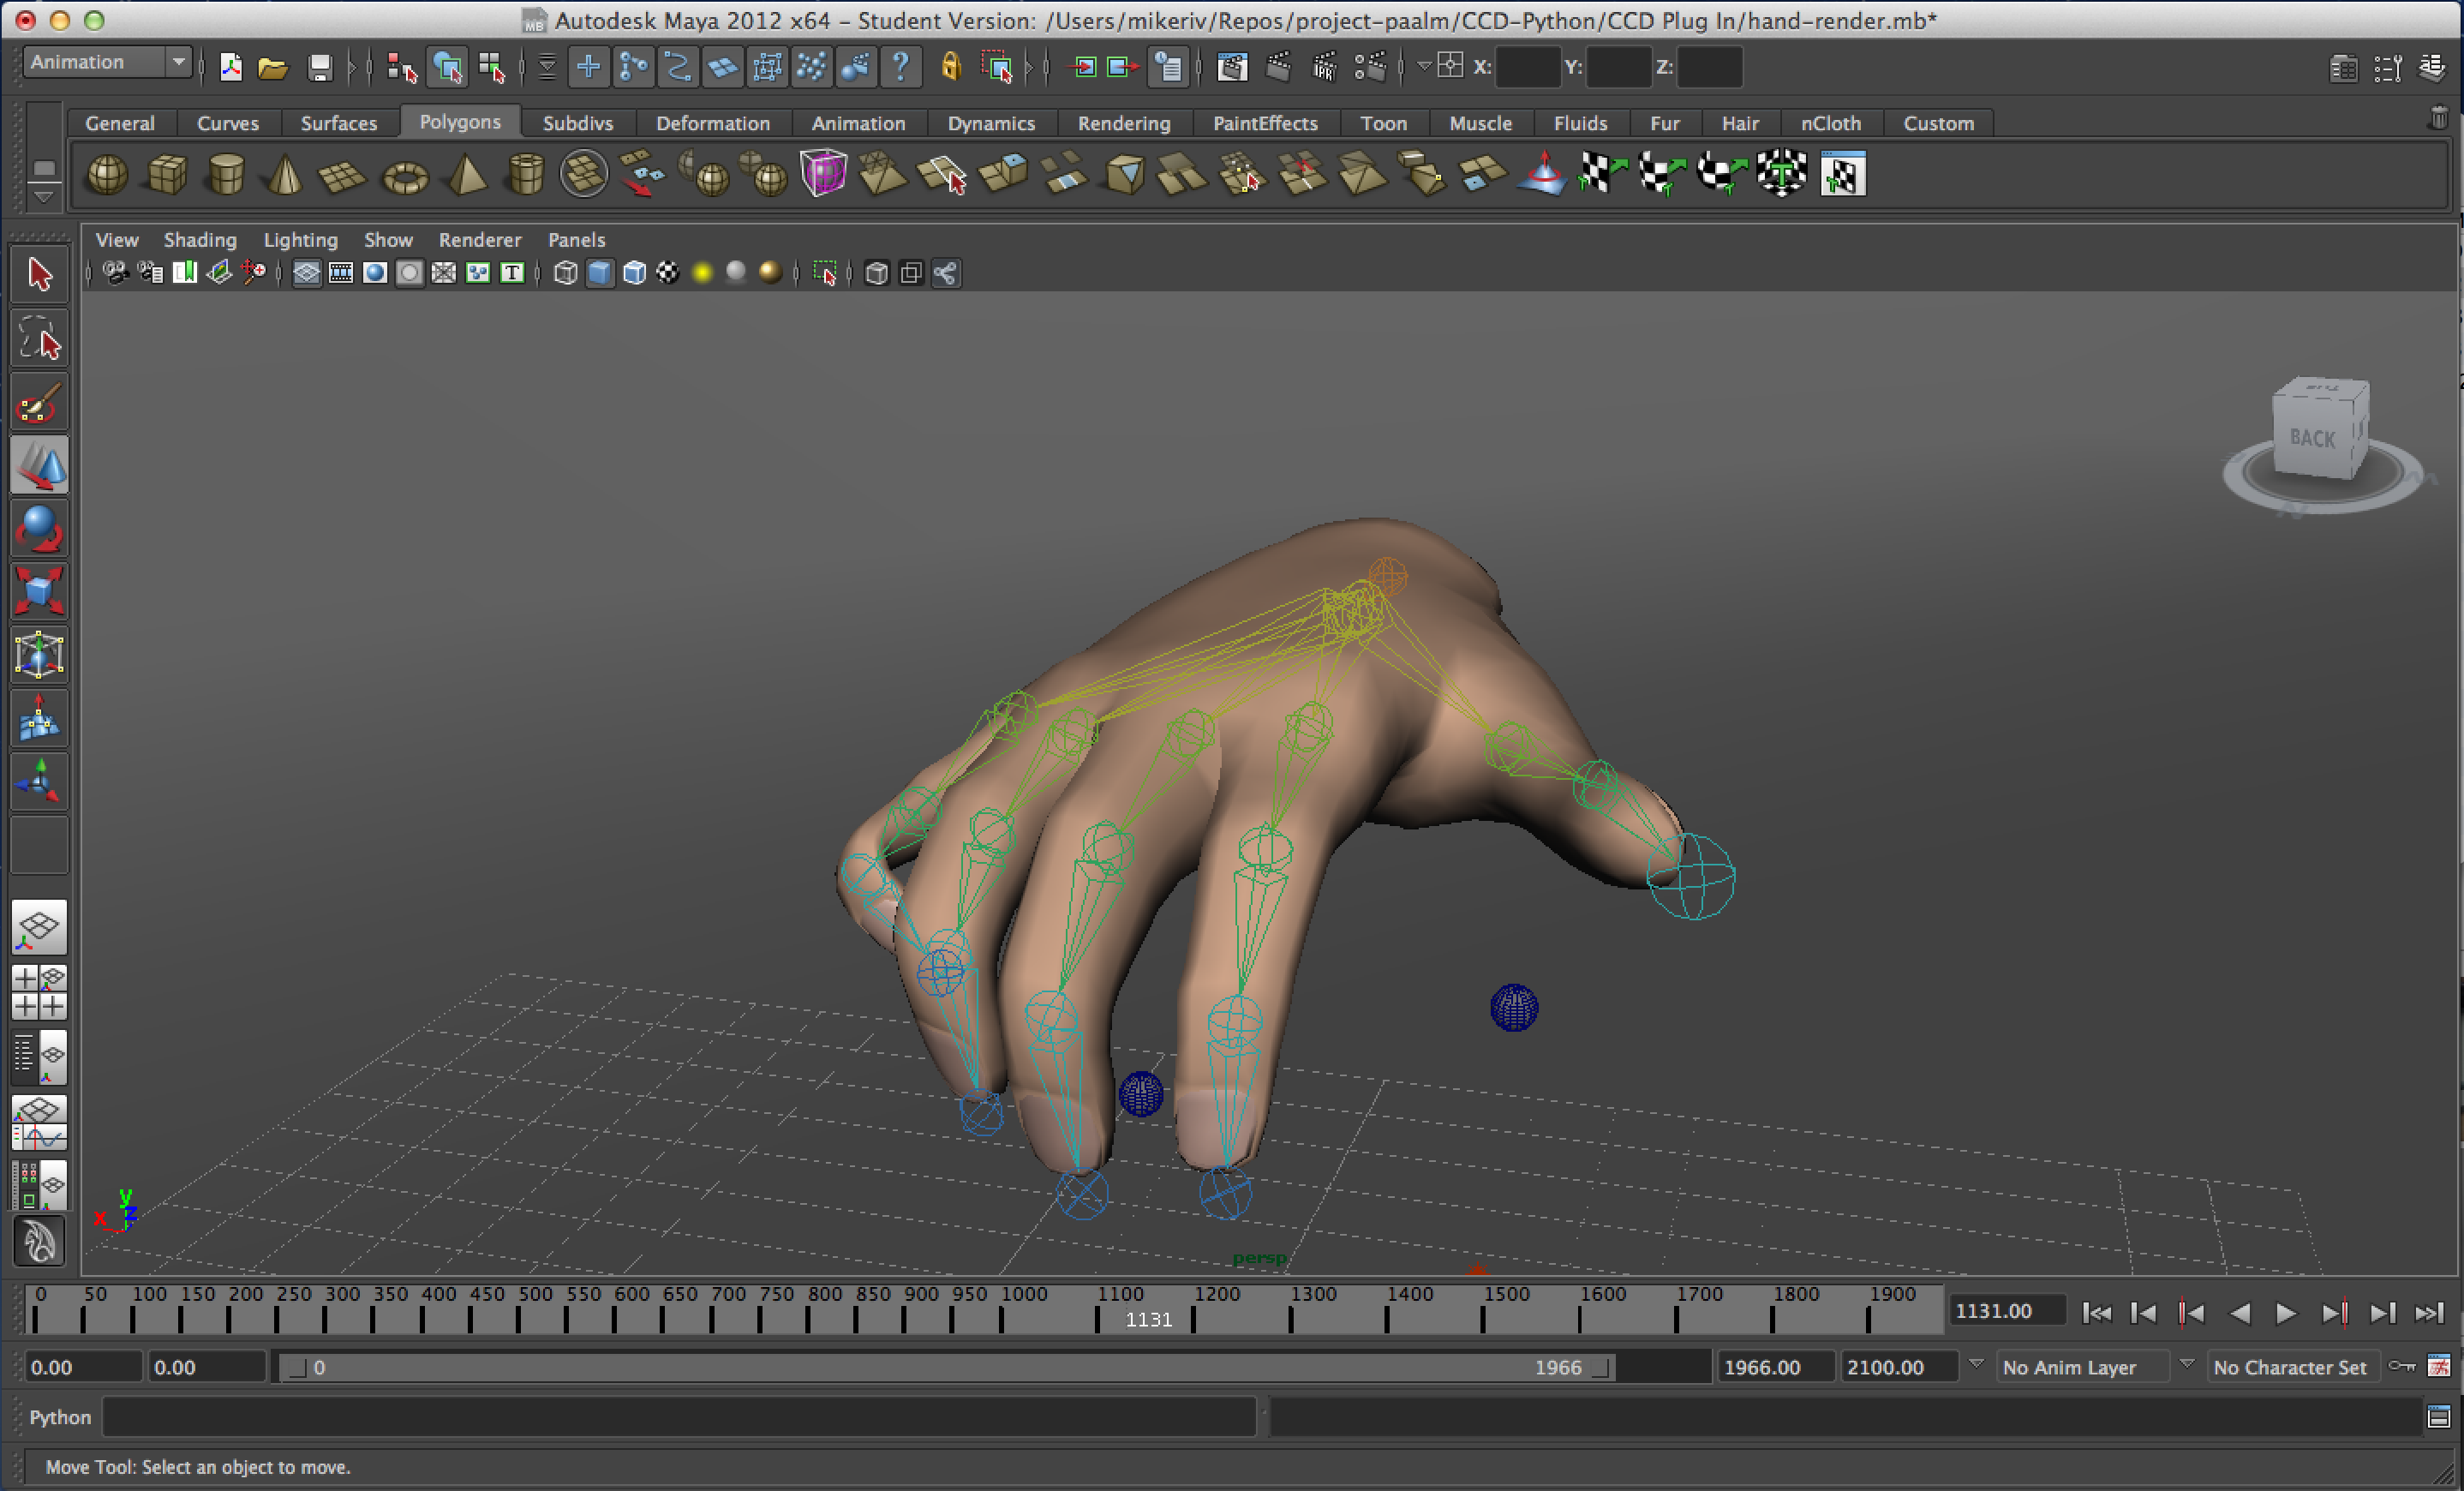 MB Autodesk Maya 2012 x64 – Student Version: /Users/mikeriv/Repos/project-paalm/CCD-Python/CCD Plug In/hand-render.mb*
Animation ? IPR X: Y: Z:
General Curves Surfaces Polygons Subdivs Deformation Animation Dynamics Rendering PaintEffects Toon Muscle Fluids Fur Hair nCloth Custom
View Shading Lighting Show Renderer Panels
T
BACK
y
x z
persp
0 50 100 150 200 250 300 350 400 450 500 550 600 650 700 750 800 850 900 950 1000 1100 1200 1300 1400 1500 1600 1700 1800 1900
1131
1131.00
0.00 0.00 0 1966 1966.00 2100.00 No Anim Layer No Character Set
Python
Move Tool: Select an object to move.